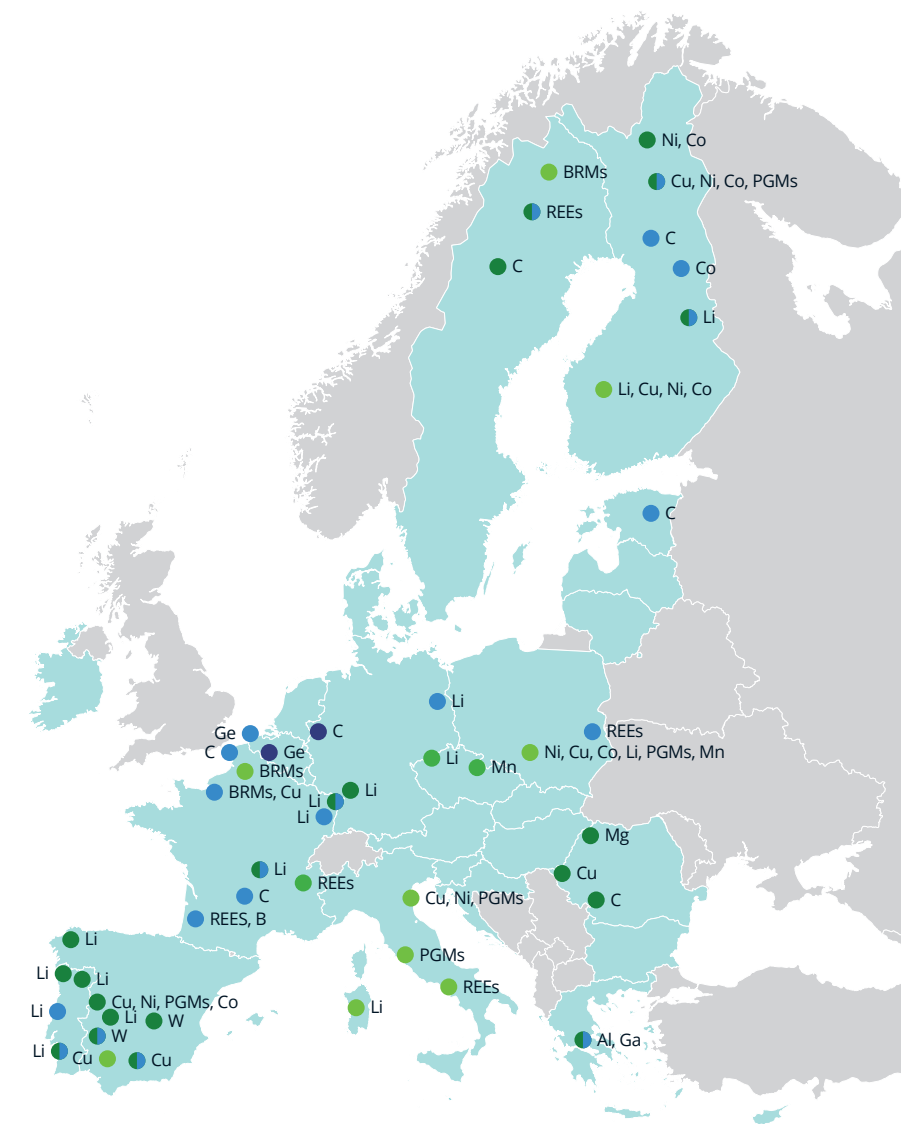 Ni, Co
BRMs
Cu, Ni, Co, PGMs
REEs
C
C
Co
Li
Li, Cu, Ni, Co
C
Li
Ge
C
REEs
C
Ge
Ni, Cu, Co, Li, PGMs, Mn
Li
BRMs
Mn
BRMs, Cu
Li
Li
Li
Mg
Li
Cu
REEs
C
Cu, Ni, PGMs
C
REES, B
Li
PGMs
Li
Li
REEs
Cu, Ni, PGMs, Co
Li
Li
Li
W
W
Al, Ga
Li
Cu
Cu